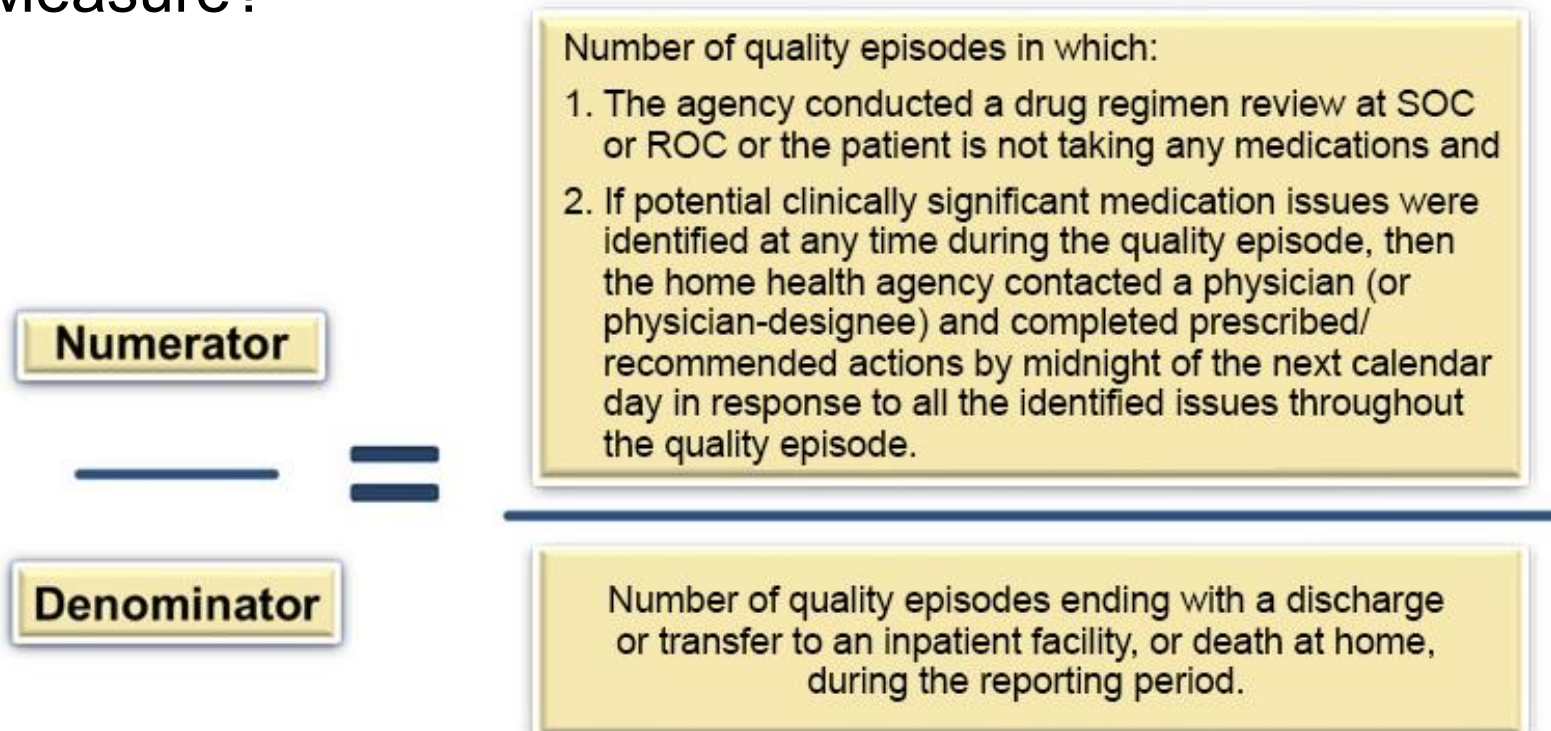 Measure?
Number of quality episodes in which:
1. The agency conducted a drug regimen review at SOC
or ROC or the patient is not taking any medications and
2. If potential clinically significant medication issues were
identified at any time during the quality episode, then
the home health agency contacted a physician (or
physician-designee) and completed prescribed/
recommended actions by midnight of the next calendar
day in response to all the identified issues throughout
the quality episode.
Numerator
=
Denominator
Number of quality episodes ending with a discharge
or transfer to an inpatient facility, or death at home,
during the reporting period.